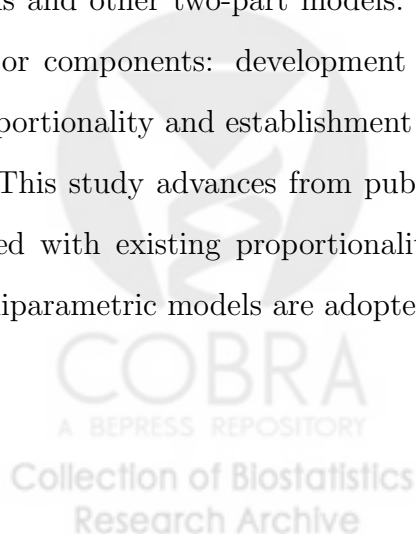 ls and other two-part models.
or components: development
portionality and establishment
This study advances from pub
ed with existing proportionalit
iparametric models are adopte
COBRA
A BEPRESS REPOSITORY
Collection of Biostatistics
Research Archive